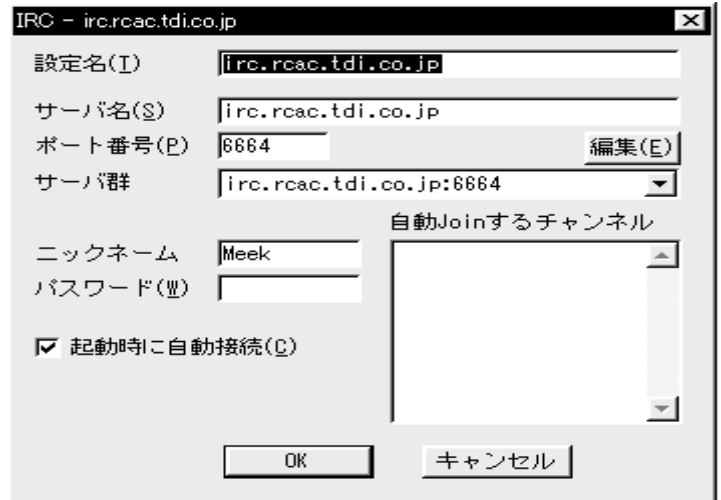 IRC - irc.rcac.tdi.co.jp
設定名(T) irc.rcac.tdi.co.jp
サーバ名(S) irc.rcac.tdi.co.jp
ポート番号(P) 6664 編集(E)
サーバ群 irc.rcac.tdi.co.jp:6664
自動Joinするチャンネル
ニックネーム Meek
パスワード(W)
起動時に自動接続(C)
OK キャンセル